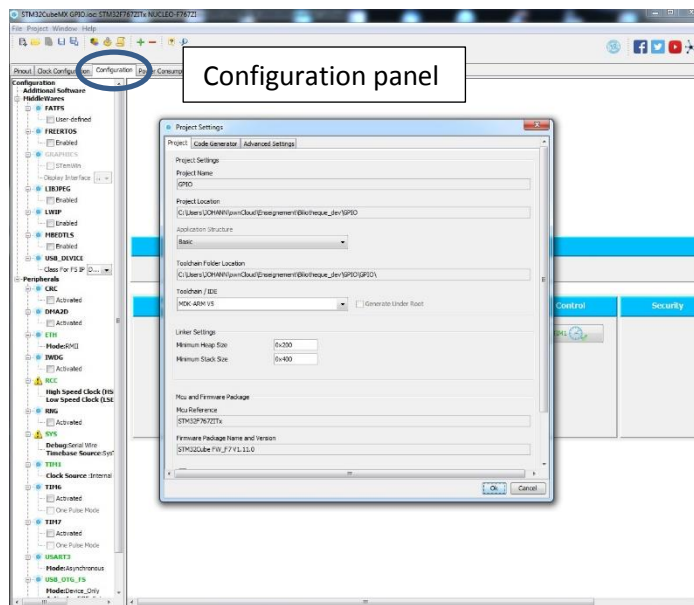 STM32CubeMX GPIO.ioc: STM32F767ZITx NUCLEO-F767ZI
File Project Window Help
Pinout Clock Configuration Configuration Power Consump
Configuration panel
Configuration
Additional Software
MiddleWares
FATFS
User-defined
FREERTOS
Enabled
GRAPHICS
STemWin
Display Interface
LIBJPEG
Enabled
LWIP
Enabled
MBEDTLS
Enabled
USB_DEVICE
Class For FS IP D...
Peripherals
CRC
Activated
DMA2D
Activated
ETH
Mode:RMII
IWDG
Activated
RCC
High Speed Clock (HS
Low Speed Clock (LSE
RNG
Activated
SYS
Debug:Serial Wire
Timebase Source:Sys
TIM1
Clock Source :Internal
TIM6
Activated
One Pulse Mode
TIM7
Activated
One Pulse Mode
USART3
Mode:Asynchronous
USB_OTG_FS
Mode:Device_Only
Project Settings
Project Code Generator Advanced Settings
Project Settings
Project Name
GPIO
Project Location
C:\Users\JOHANN\pwnCloud\Enseignement\Biliotheque_dev\GPIO
Application Structure
Basic
Toolchain Folder Location
C:\Users\JOHANN\pwnCloud\Enseignement\Biliotheque_dev\GPIO\GPIO\
Toolchain / IDE
MDK-ARM V5 Generate Under Root
Linker Settings
Minimum Heap Size 0x200
Minimum Stack Size 0x400
Mcu and Firmware Package
Mcu Reference
STM32F767ZITx
Firmware Package Name and Version
STM32Cube FW_F7 V1.11.0
Ok Cancel
Control Security
TIM1